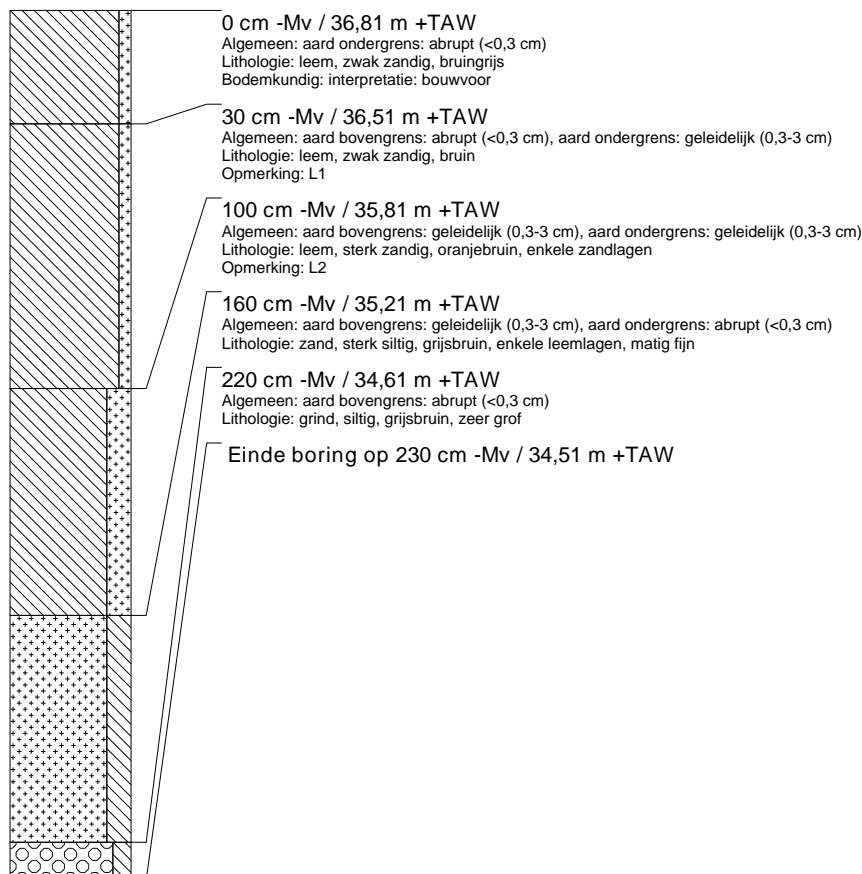 0 cm -Mv / 36,81 m +TAW
Algemeen: aard ondergrens: abrupt (<0,3 cm)
Lithologie: leem, zwak zandig, bruingrijs
Bodemkundig: interpretatie: bouwvoor
30 cm -Mv / 36,51 m +TAW
Algemeen: aard bovengrens: abrupt (<0,3 cm), aard ondergrens: geleidelijk (0,3-3 cm)
Lithologie: leem, zwak zandig, bruin
Opmerking: L1
100 cm -Mv / 35,81 m +TAW
Algemeen: aard bovengrens: geleidelijk (0,3-3 cm), aard ondergrens: geleidelijk (0,3-3 cm)
Lithologie: leem, sterk zandig, oranjebruin, enkele zandlagen
Opmerking: L2
160 cm -Mv / 35,21 m +TAW
Algemeen: aard bovengrens: geleidelijk (0,3-3 cm), aard ondergrens: abrupt (<0,3 cm)
Lithologie: zand, sterk siltig, grijsbruin, enkele leemlagen, matig fijn
220 cm -Mv / 34,61 m +TAW
Algemeen: aard bovengrens: abrupt (<0,3 cm)
Lithologie: grind, siltig, grijsbruin, zeer grof
Einde boring op 230 cm -Mv / 34,51 m +TAW